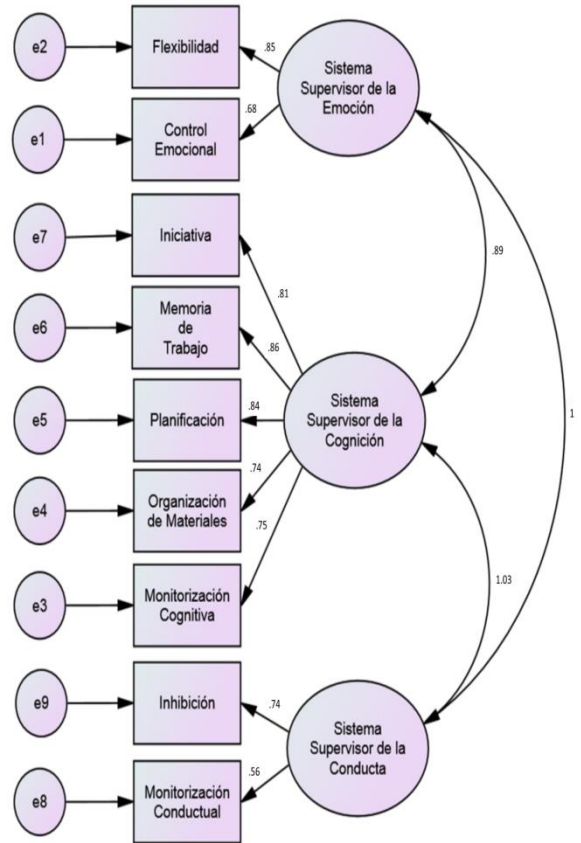 e2
Flexibilidad
.85
Sistema
Supervisor de la
Emoción
e1
Control
Emocional
.68
e7
Iniciativa
.81
.89
e6
Memoria
de
Trabajo
.86
e5
Planificación
.84
Sistema
Supervisor de la
Cognición
1
e4
Organización
de Materiales
.74
.75
e3
Monitorización
Cognitiva
1.03
e9
Inhibición
.74
Sistema
Supervisor de la
Conducta
e8
Monitorización
Conductual
.56